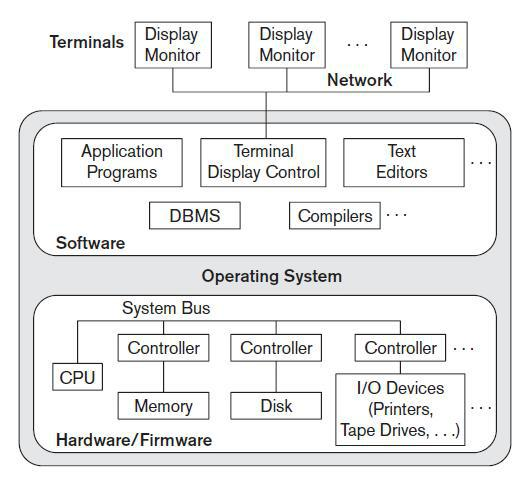 Terminals
Display
Monitor
Display
Monitor
. . .
Display
Monitor
Network
Application
Programs
Terminal
Display Control
Text
Editors
. . .
DBMS
Compilers
. . .
Software
Operating System
System Bus
Controller
Controller
Controller
. . .
CPU
Memory
Disk
I/O Devices
(Printers,
Tape Drives, . . .)
. . .
Hardware/Firmware